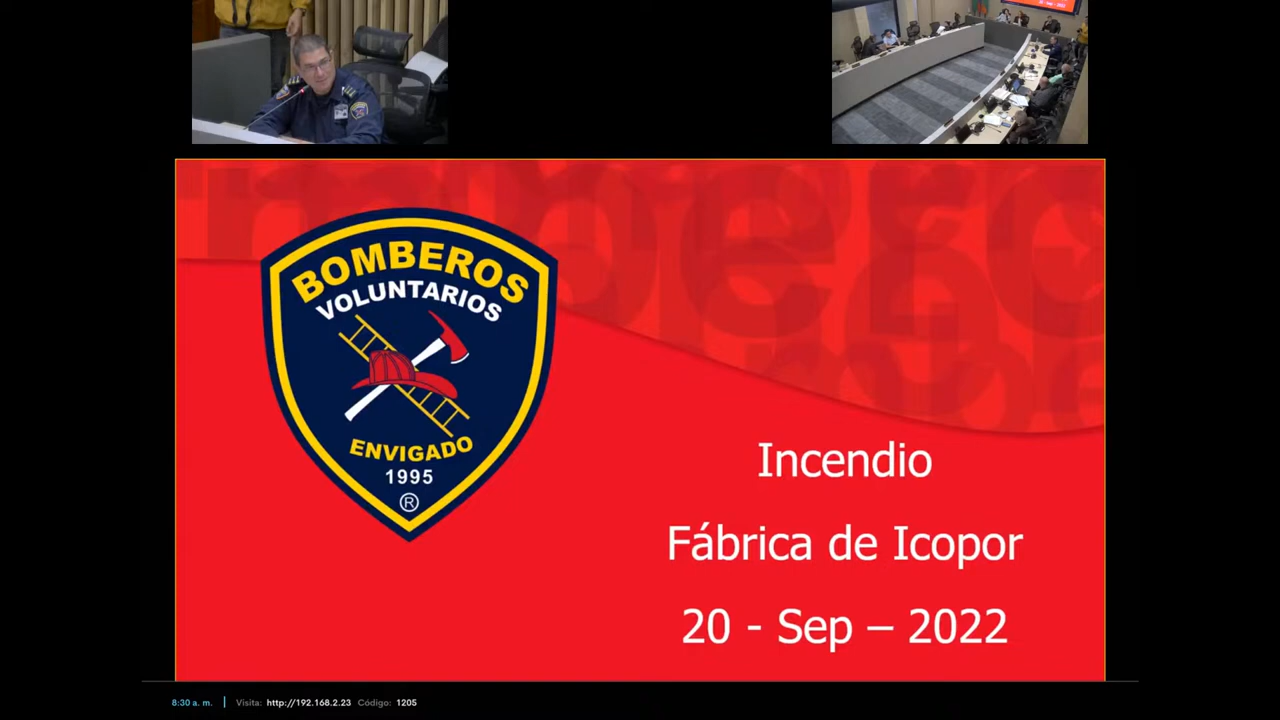 BOMBEROS
VOLUNTARIOS
ENVIGADO
1995
®
Incendio
Fábrica de Icopor
20 - Sep – 2022
8:30 a. m. | Visita: http://192.168.2.23 Código: 1205